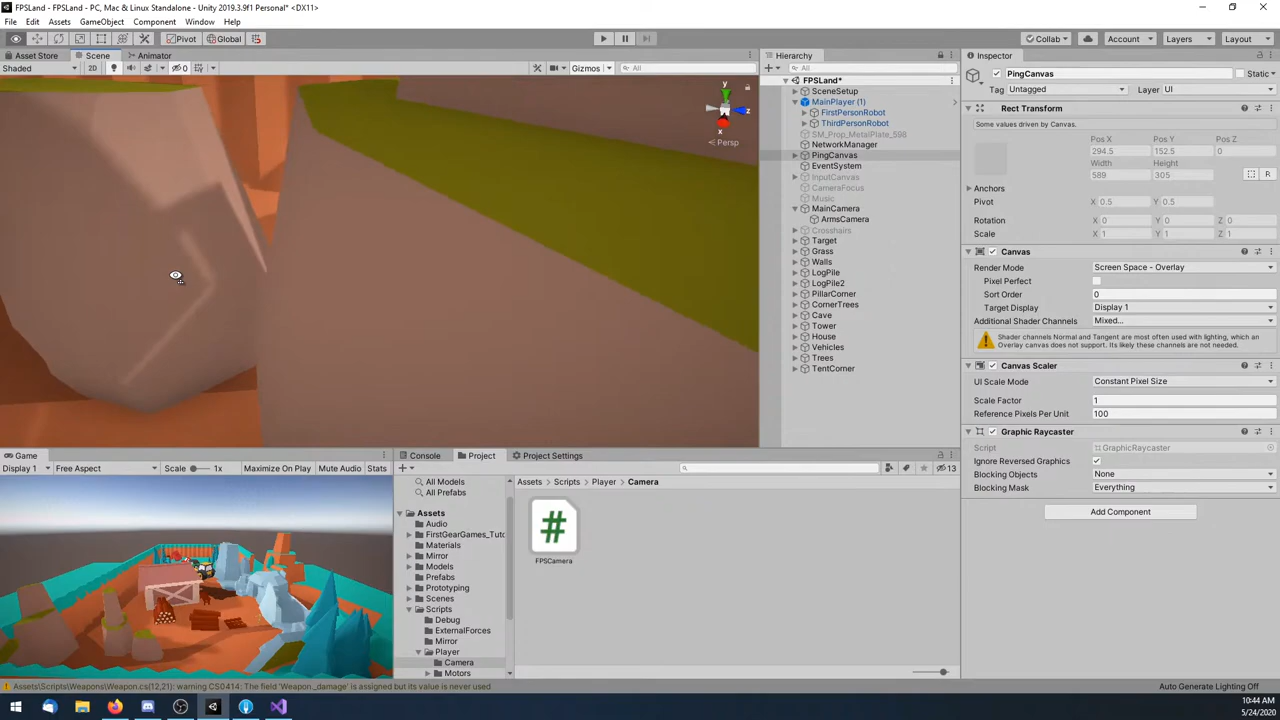 FPSLand - FPSLand - PC, Mac & Linux Standalone - Unity 2019.3.9f1 Personal* <DX11>
File Edit Assets GameObject Component Window Help
Pivot Global Collab Account Layers Layout
Asset Store Scene Animator
Shaded 2D 0 Gizmos All
y
z
x
Persp
Hierarchy
All
FPSLand*
SceneSetup
MainPlayer (1)
FirstPersonRobot
ThirdPersonRobot
SM_Prop_MetalPlate_598
NetworkManager
PingCanvas
EventSystem
InputCanvas
CameraFocus
Music
MainCamera
ArmsCamera
Crosshairs
Target
Grass
Walls
LogPile
LogPile2
PillarCorner
CornerTrees
Cave
Tower
House
Vehicles
Trees
TentCorner
Inspector
PingCanvas Static
Tag Untagged Layer UI
Rect Transform
Some values driven by Canvas.
Pos X Pos Y Pos Z
294.5 152.5 0
Width Height
589 305 R
Anchors
Pivot X 0.5 Y 0.5
Rotation X 0 Y 0 Z 0
Scale X 1 Y 1 Z 1
Canvas
Render Mode Screen Space - Overlay
Pixel Perfect
Sort Order 0
Target Display Display 1
Additional Shader Channels Mixed...
Shader channels Normal and Tangent are most often used with lighting, which an
Overlay canvas does not support. Its likely these channels are not needed.
Canvas Scaler
UI Scale Mode Constant Pixel Size
Scale Factor 1
Reference Pixels Per Unit 100
Graphic Raycaster
Script GraphicRaycaster
Ignore Reversed Graphics
Blocking Objects None
Blocking Mask Everything
Add Component
Game
Display 1 Free Aspect Scale 1x Maximize On Play Mute Audio Stats
Console Project Project Settings
13
All Models
All Prefabs
Assets
Audio
FirstGearGames_Tuto
Materials
Mirror
Models
Prefabs
Prototyping
Scenes
Scripts
Debug
ExternalForces
Mirror
Player
Camera
Motors
Assets Scripts Player Camera
#
FPSCamera
Assets\Scripts\Weapons\Weapon.cs(12,21): warning CS0414: The field 'Weapon._damage' is assigned but its value is never used
Auto Generate Lighting Off
10:44 AM
5/24/2020